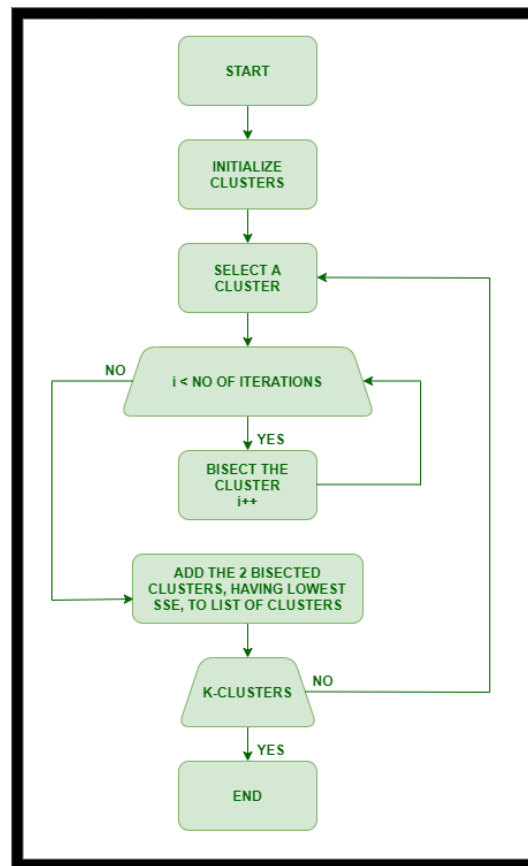 START
INITIALIZE
CLUSTERS
SELECT A
CLUSTER
NO
i < NO OF ITERATIONS
YES
BISECT THE
CLUSTER
i++
ADD THE 2 BISECTED
CLUSTERS, HAVING LOWEST
SSE, TO LIST OF CLUSTERS
K-CLUSTERS
NO
YES
END